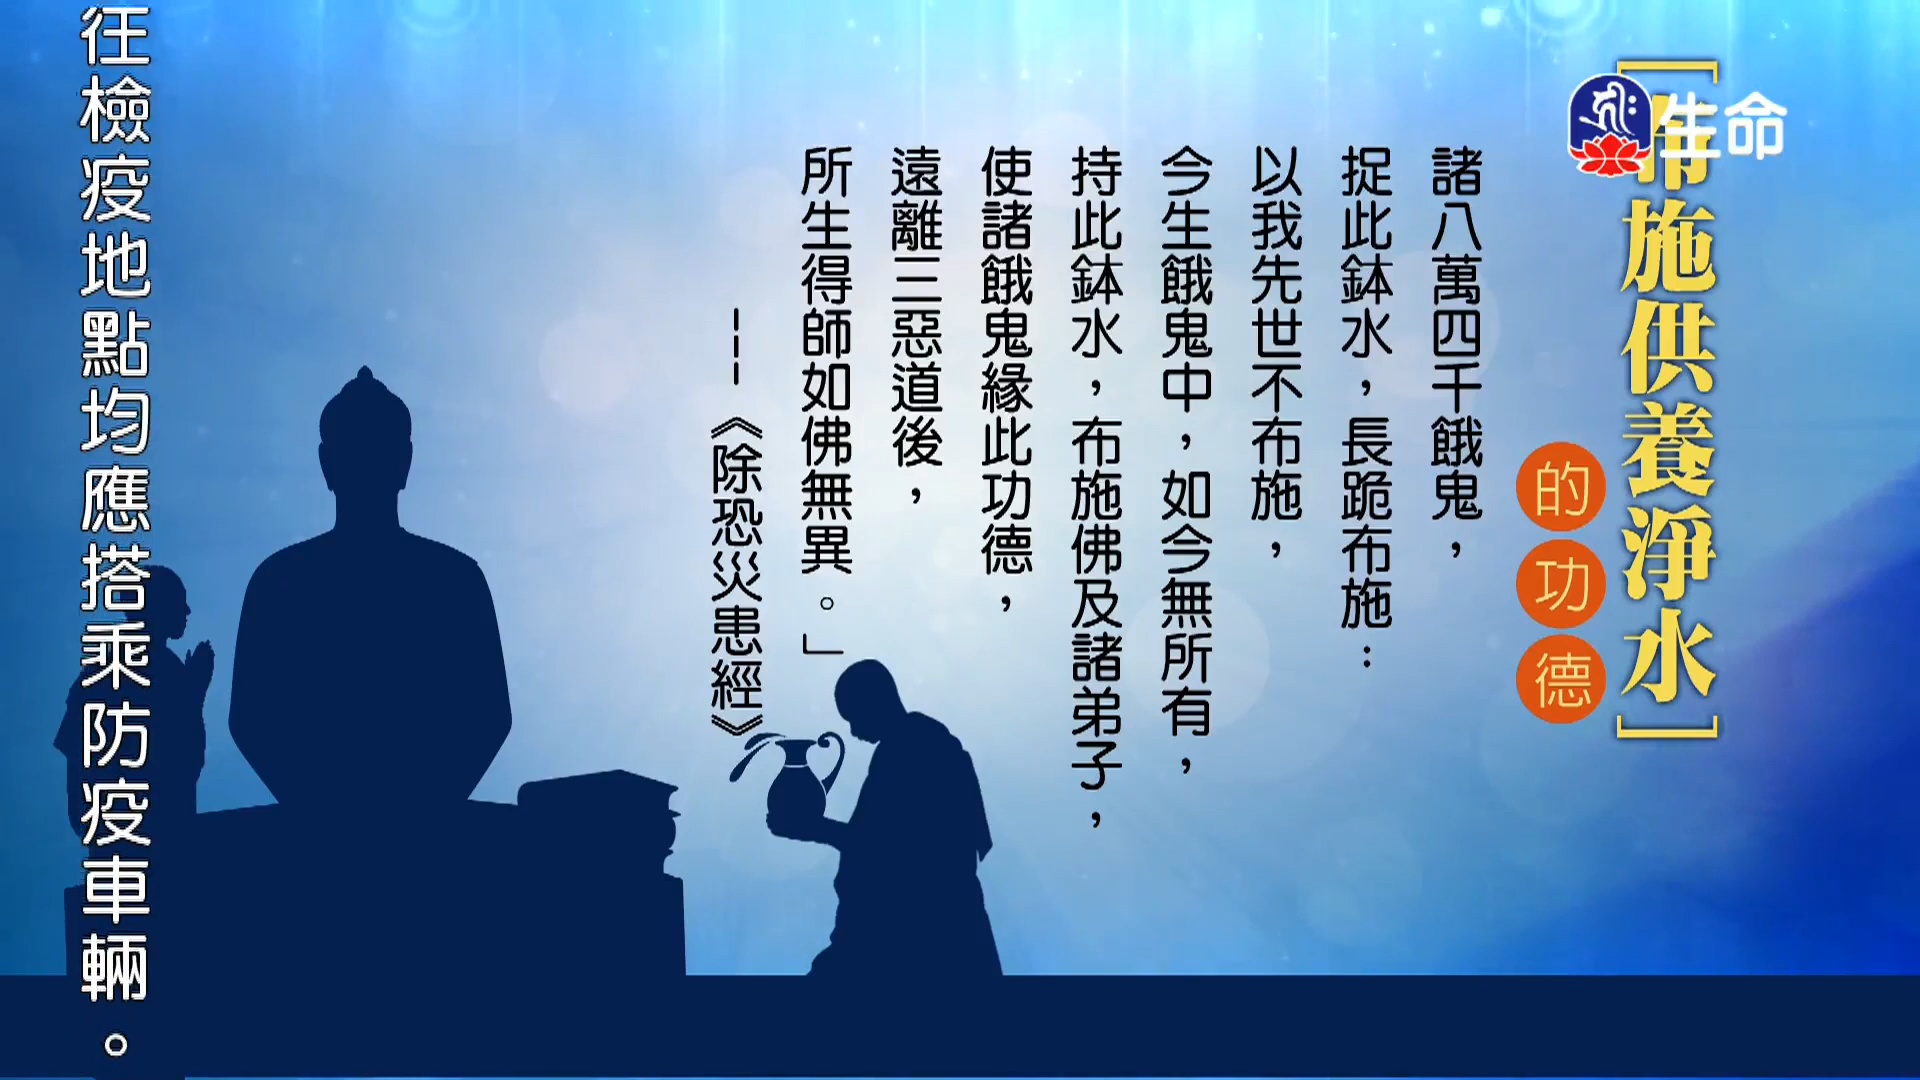 生命
[布施供養淨水]
的功德
諸八萬四千餓鬼，
捉此鉢水，長跪布施：
以我先世不布施，
今生餓鬼中，如今無所有，
持此鉢水，布施佛及諸弟子，
使諸餓鬼緣此功德，
遠離三惡道後，
所生得師如佛無異。」
---《除恐災患經》
往檢疫地點均應搭乘防疫車輛。